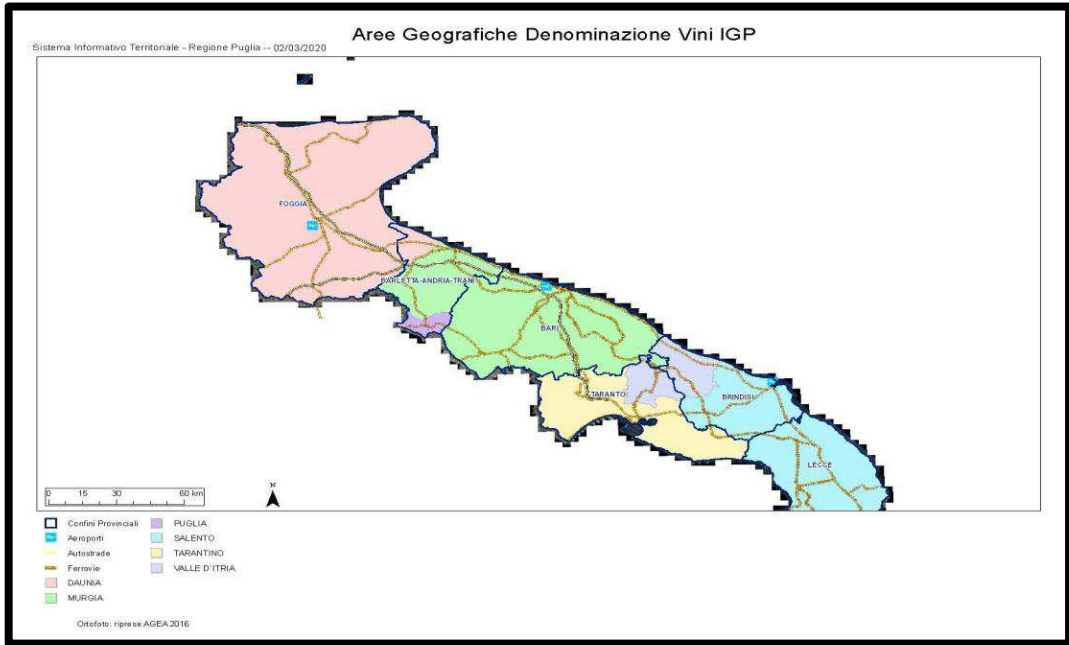 Aree Geografiche Denominazione Vini IGP
Sistema Informativo Territoriale - Regione Puglia -- 02/03/2020
FOGGIA
BARLETTA-ANDRIA-TRANI
BARI
TARANTO
BRINDISI
LECCE
0 15 30 60 km
N
Confini Provinciali
Aeroporti
Autostrade
Ferrovie
DAUNIA
MURGIA
PUGLIA
SALENTO
TARANTINO
VALLE D'ITRIA
Ortofoto: riprese AGEA 2016